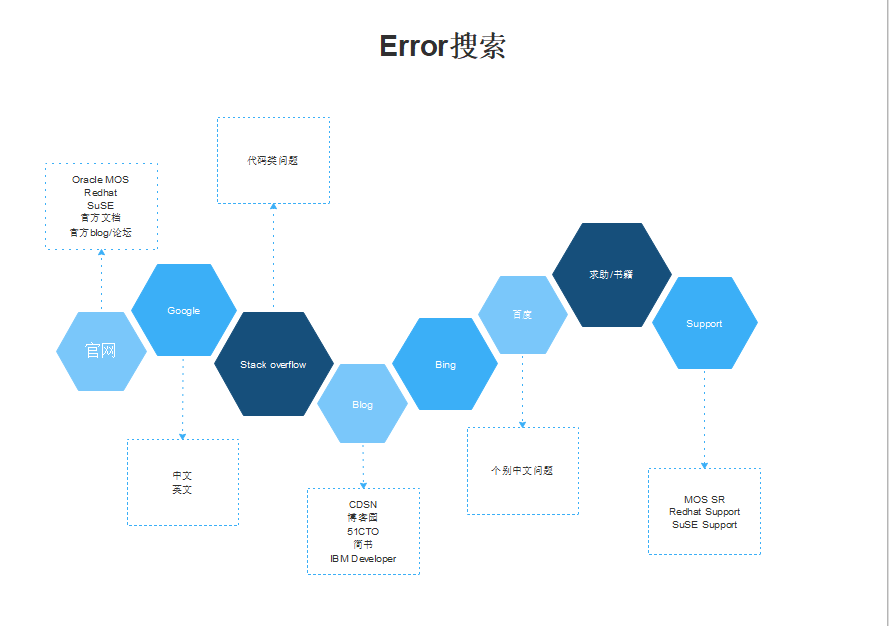 Error搜索
代码类问题
Oracle MOS
Redhat
SuSE
官方文档
官方blog/论坛
官网
Google
Stack overflow
Blog
Bing
百度
求助/书籍
Support
中文
英文
CDSN
博客园
51CTO
简书
IBM Developer
个别中文问题
MOS SR
Redhat Support
SuSE Support